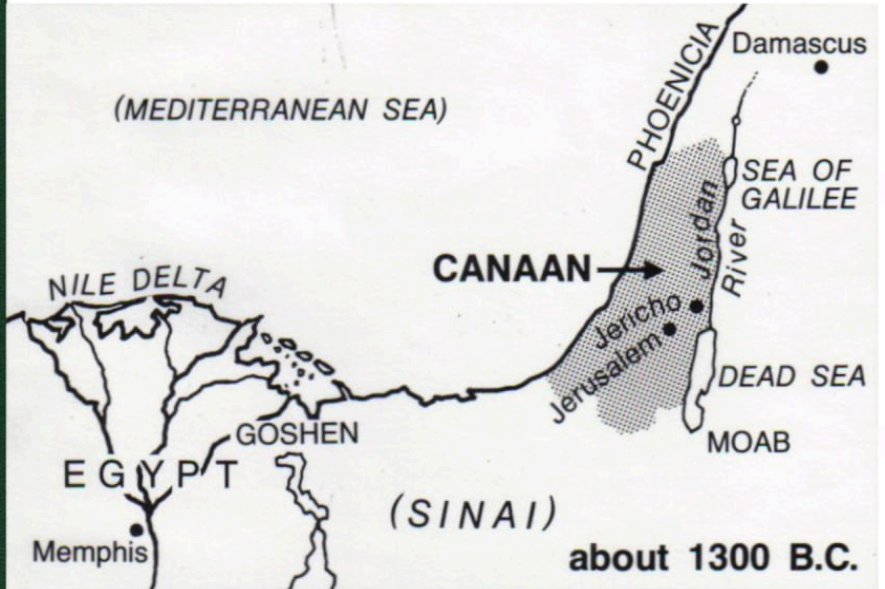 Damascus
PHOENICIA
(MEDITERRANEAN SEA)
SEA OF
GALILEE
Jordan
River
CANAAN
NILE DELTA
Jericho
Jerusalem
DEAD SEA
GOSHEN
MOAB
EGYPT
(SINAI)
Memphis
about 1300 B.C.